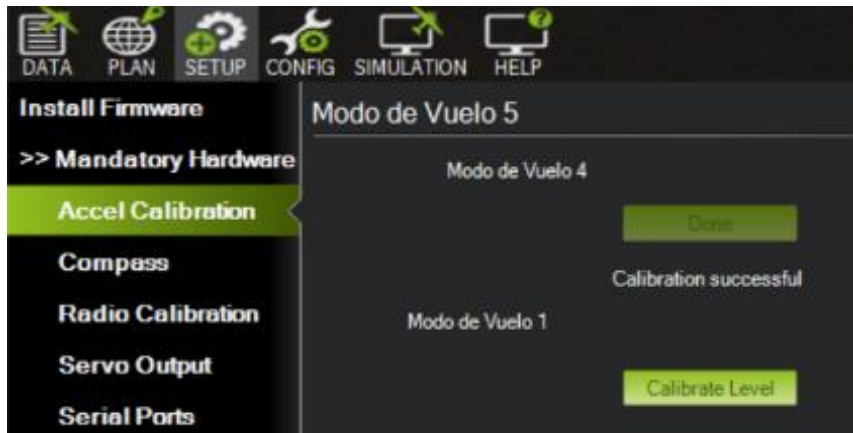 DATA PLAN SETUP CONFIG SIMULATION HELP
Install Firmware
>> Mandatory Hardware
Accel Calibration
Compass
Radio Calibration
Servo Output
Serial Ports
Modo de Vuelo 5
Modo de Vuelo 4
Done
Calibration successful
Modo de Vuelo 1
Calibrate Level